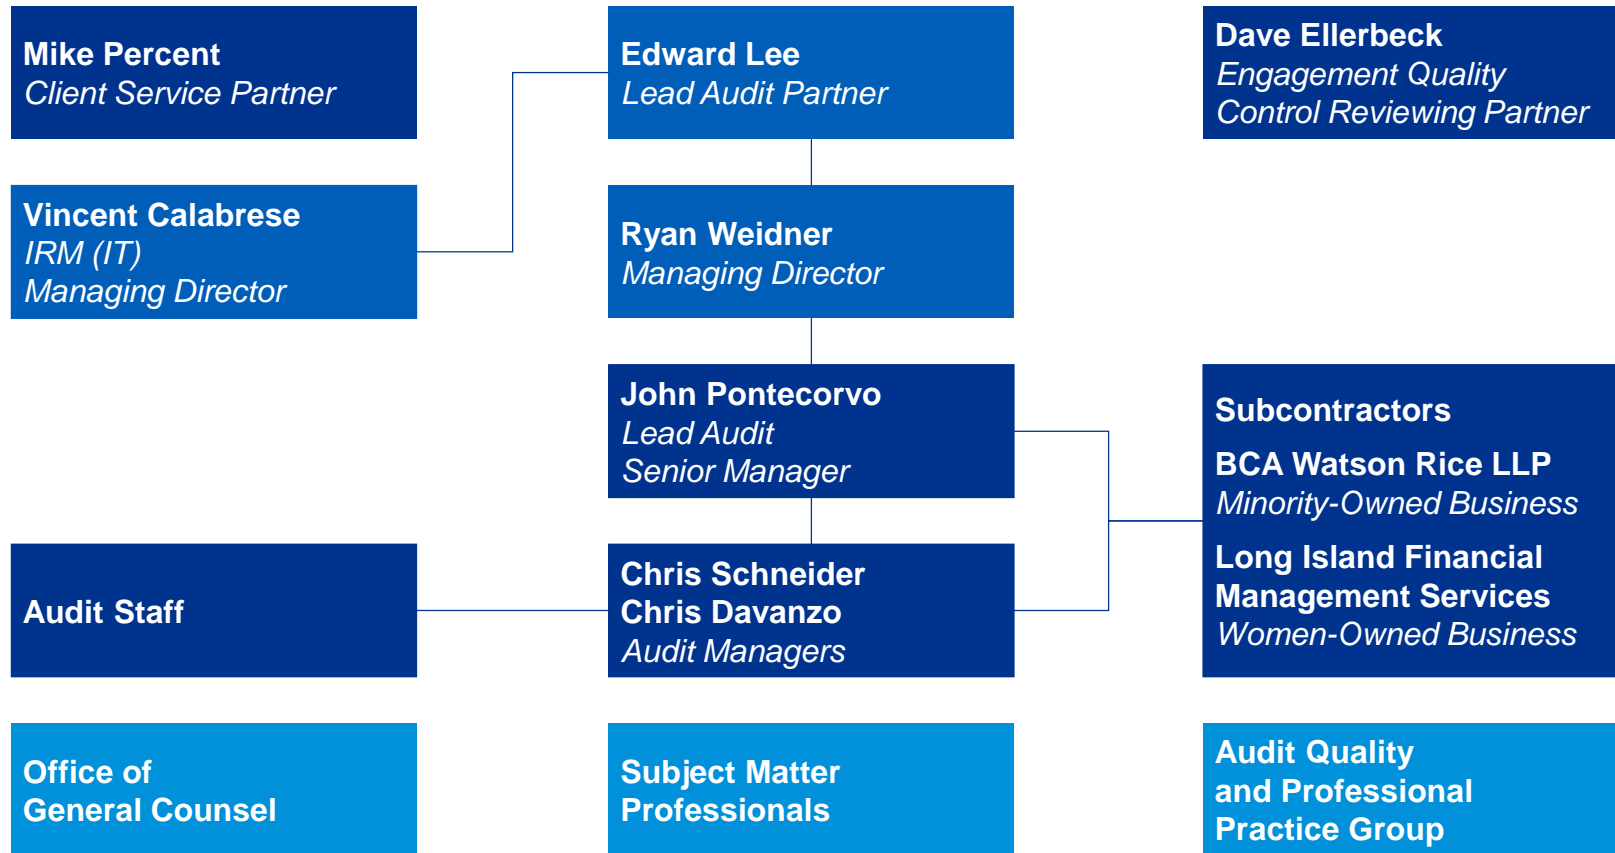 Mike Percent
Client Service Partner
Edward Lee
Lead Audit Partner
Dave Ellerbeck
Engagement Quality
Control Reviewing Partner
Vincent Calabrese
IRM (IT)
Managing Director
Ryan Weidner
Managing Director
John Pontecorvo
Lead Audit
Senior Manager
Subcontractors
BCA Watson Rice LLP
Minority-Owned Business
Long Island Financial
Management Services
Women-Owned Business
Audit Staff
Chris Schneider
Chris Davanzo
Audit Managers
Office of
General Counsel
Subject Matter
Professionals
Audit Quality
and Professional
Practice Group